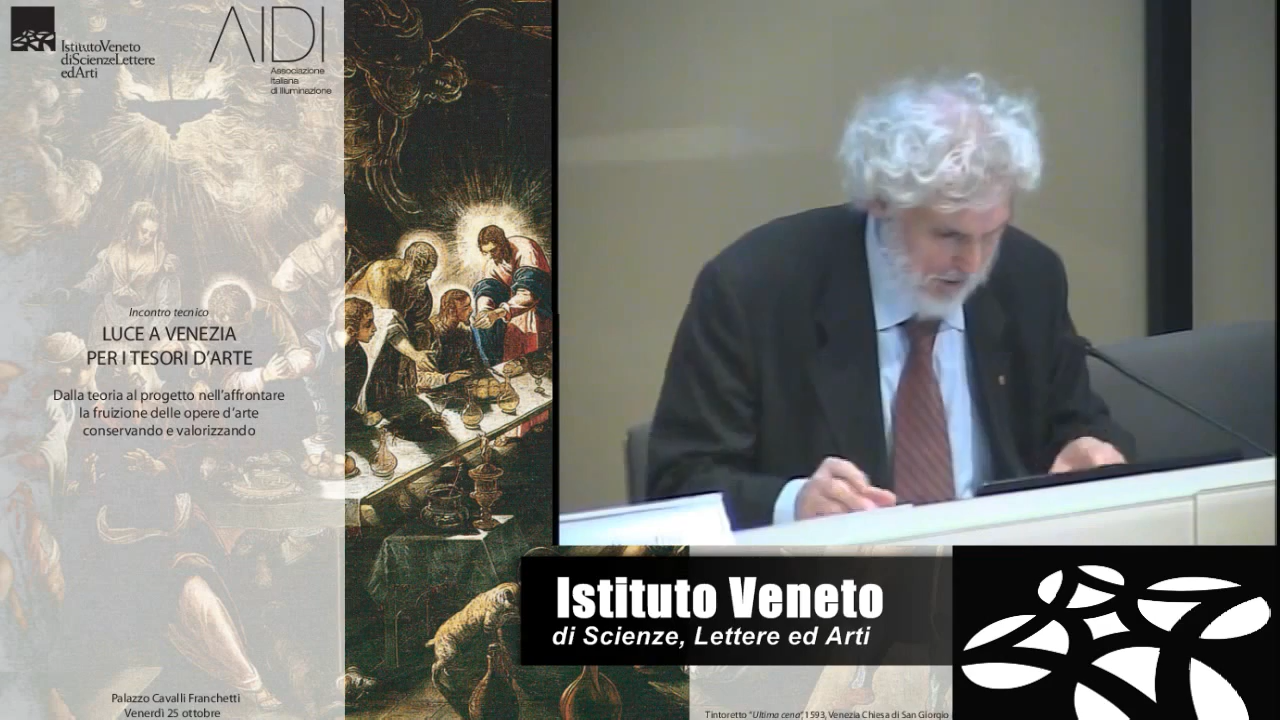 IstitutoVeneto
diScienzeLettere
edArti
AIDI
Associazione
Italiana
di Illuminazione
Incontro tecnico
LUCE A VENEZIA
PER I TESORI D'ARTE
Dalla teoria al progetto nell'affrontare
la fruizione delle opere d'arte
conservando e valorizzando
Palazzo Cavalli Franchetti
Venerdì 25 ottobre
Istituto Veneto
di Scienze, Lettere ed Arti
Tintoretto "Ultima cena", 1593, Venezia Chiesa di San Giorgio